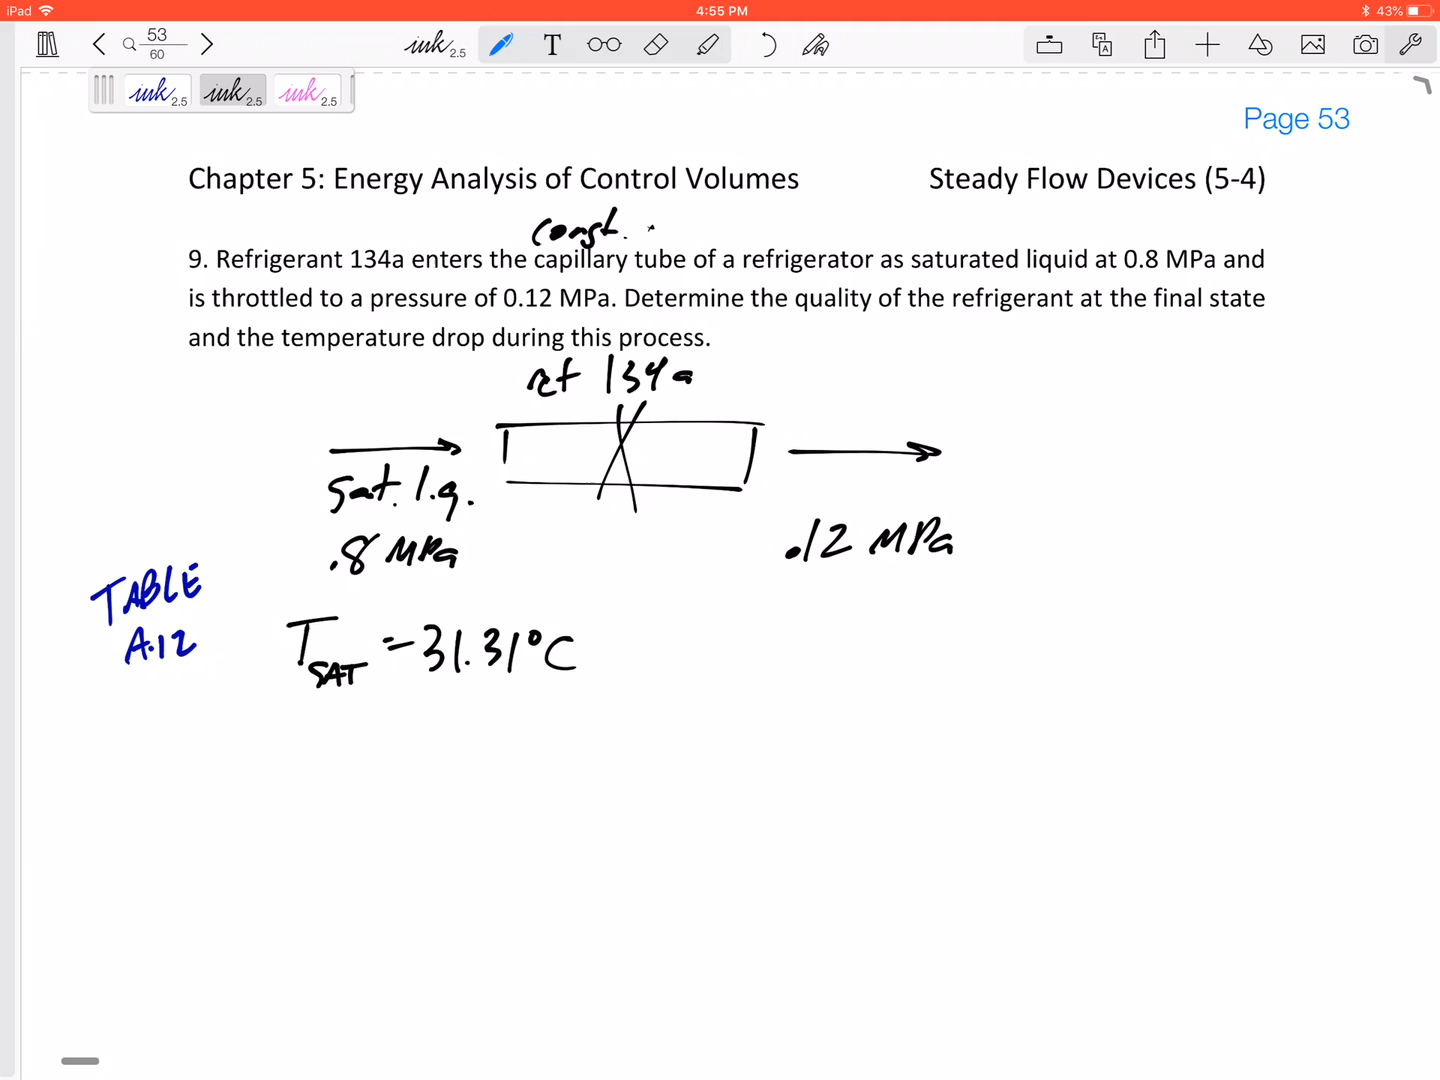 iPad
4:55 PM
43%
53
60
ink 2.5
T
ink 2.5 ink 2.5 ink 2.5
Page 53
Chapter 5: Energy Analysis of Control Volumes Steady Flow Devices (5-4)
const.
9. Refrigerant 134a enters the capillary tube of a refrigerator as saturated liquid at 0.8 MPa and
is throttled to a pressure of 0.12 MPa. Determine the quality of the refrigerant at the final state
and the temperature drop during this process.
134a
sat. liq.
.8 MPa
.12 MPa
TABLE
A.12
TSAT = 31.31°C